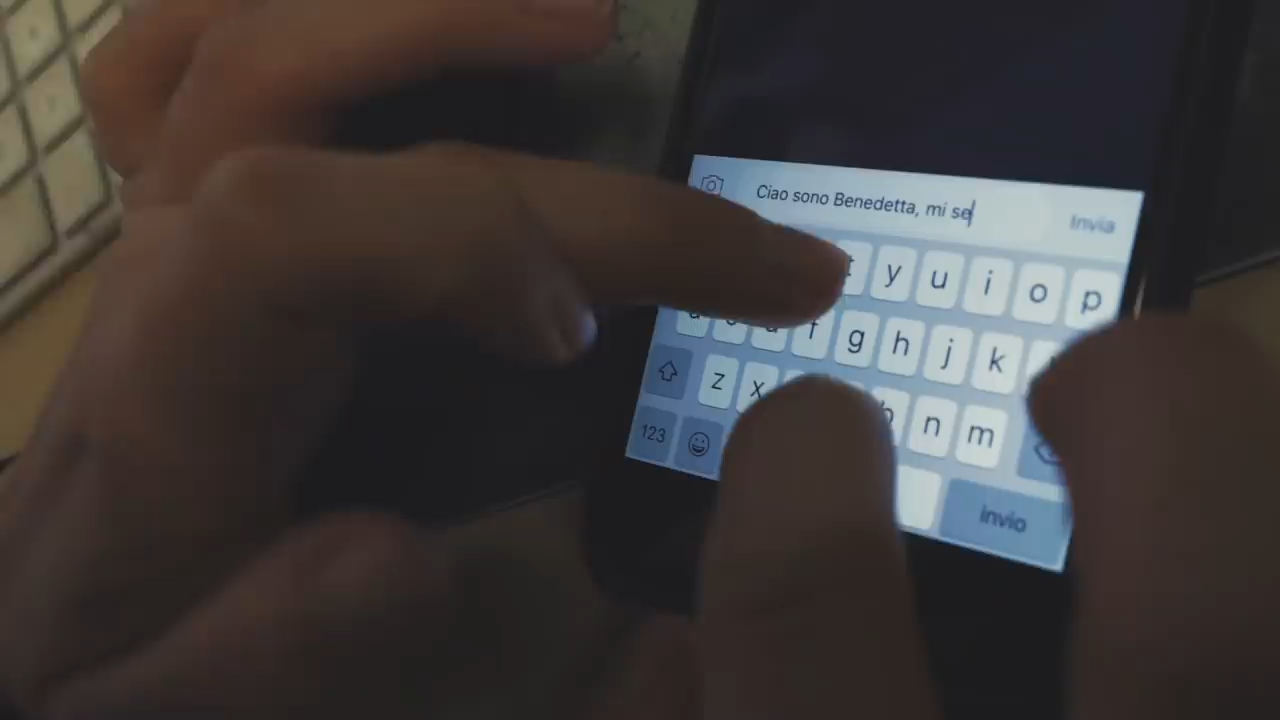 Ciao sono Benedetta, mi se
Invia
t y u i o p
f g h j k
z x b n m
123
invio